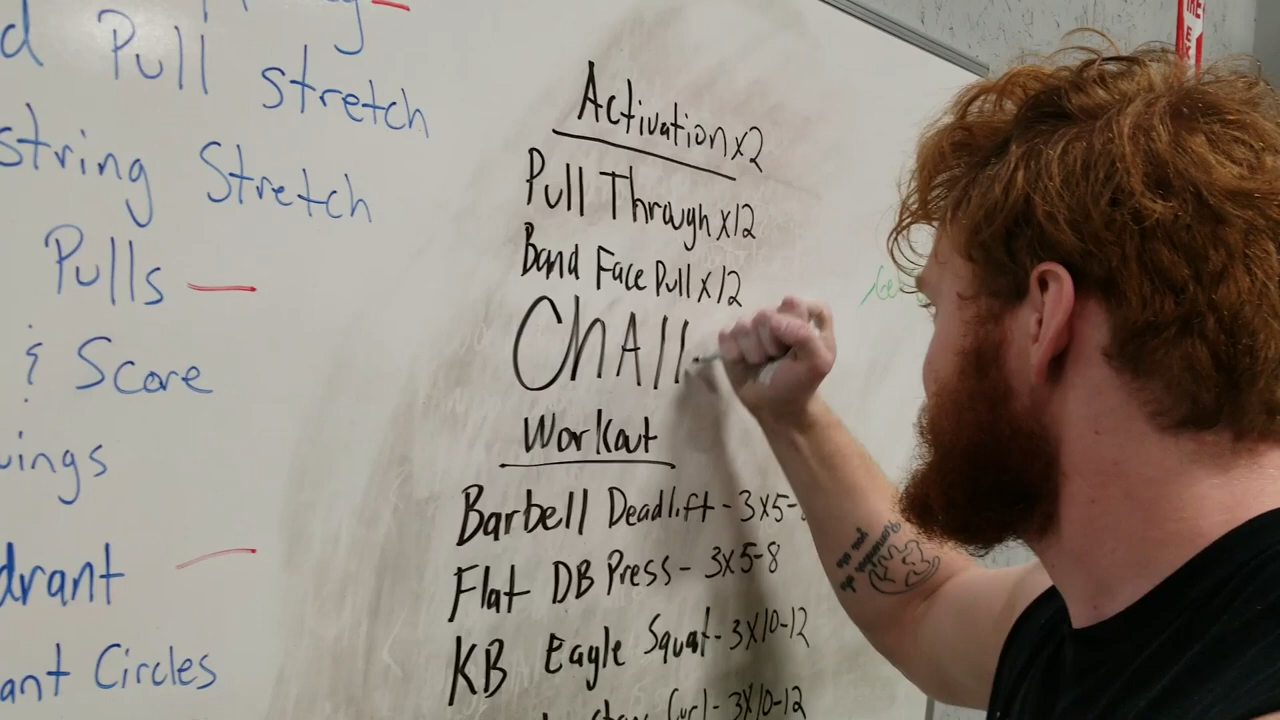 d Pull Stretch
string Stretch
Pulls
& Score
wings
drant
ant Circles
Activation x2
Pull Through x12
Band Face Pull x12
ChAll
Workout
Barbell Deadlift - 3x5-
Flat DB Press - 3x5-8
KB Eagle Squat - 3x10-12
Curl - 3x10-12